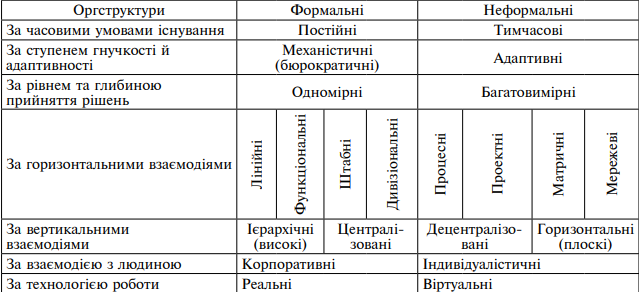 Оргструктури Формальні Неформальні
За часовими умовами існування Постійні Тимчасові
За ступенем гнучкості й адаптивності Механістичні (бюрократичні) Адаптивні
За рівнем та глибиною прийняття рішень Одномірні Багатовимірні
За горизонтальними взаємодіями Лінійні Функціональні Штабні Дивізіональні Процесні Проектні Матричні Мережеві
За вертикальними взаємодіями Ієрархічні (високі) Централі-зовані Децентралізо-вані Горизонтальні (плоскі)
За взаємодією з людиною Корпоративні Індивідуалістичні
За технологією роботи Реальні Віртуальні